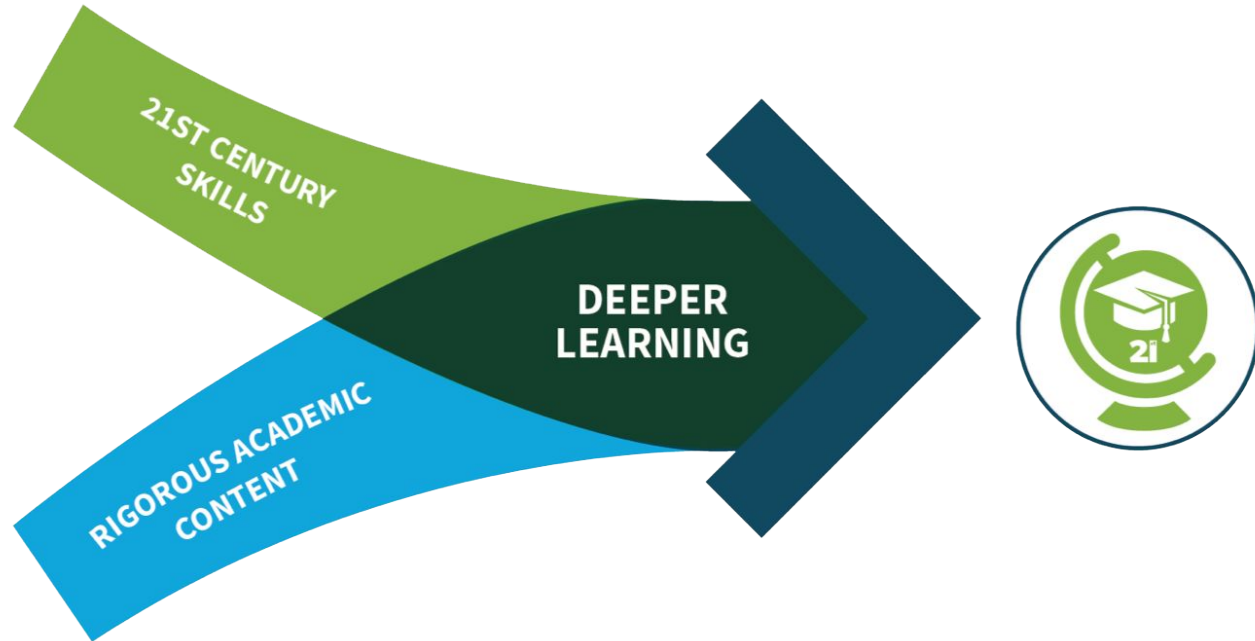 21ST CENTURY
SKILLS
DEEPER
LEARNING
RIGOROUS ACADEMIC
CONTENT
21